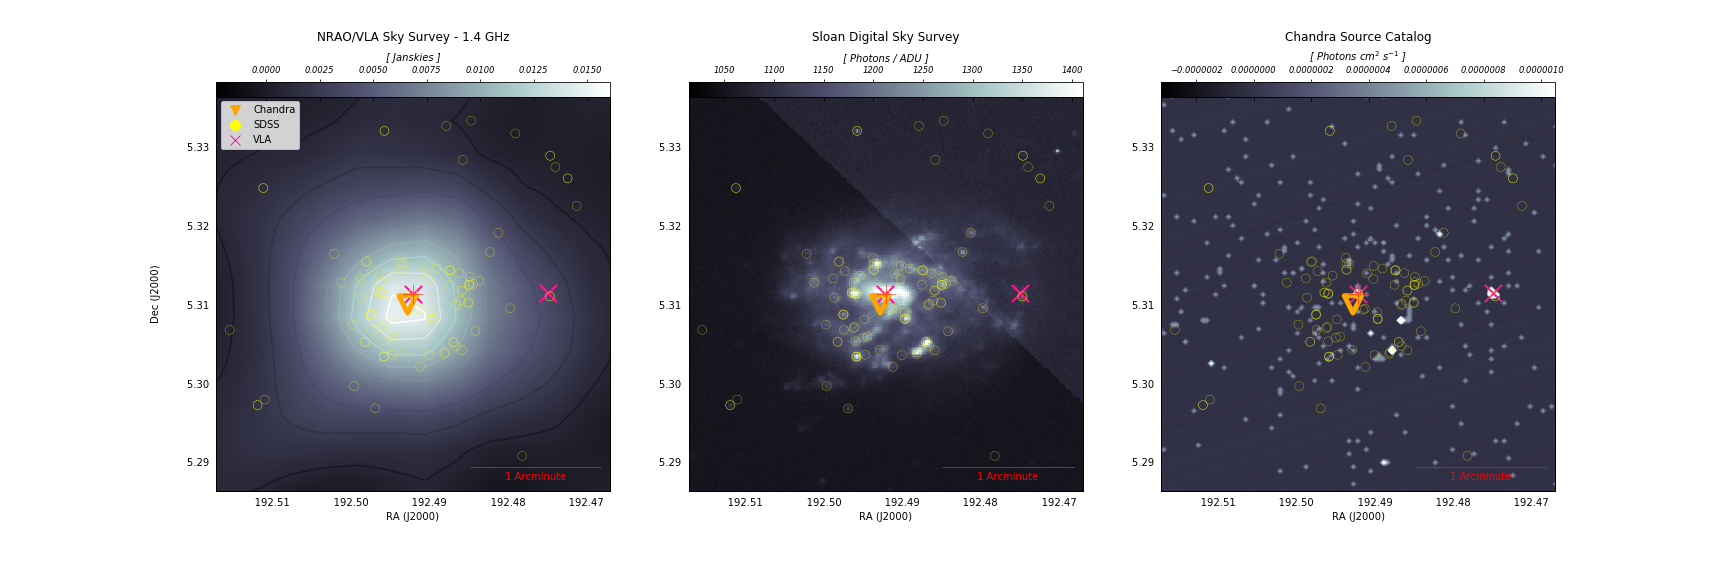 NRAO/VLA Sky Survey - 1.4 GHz
[ Janskies ]
0.0000 0.0025 0.0050 0.0075 0.0100 0.0125 0.0150
Chandra
SDSS
VLA
5.33
5.32
5.31
5.30
5.29
Dec (J2000)
1 Arcminute
192.51 192.50 192.49 192.48 192.47
RA (J2000)
Sloan Digital Sky Survey
[ Photons / ADU ]
1050 1100 1150 1200 1250 1300 1350 1400
5.33
5.32
5.31
5.30
5.29
1 Arcminute
192.51 192.50 192.49 192.48 192.47
RA (J2000)
Chandra Source Catalog
[ Photons cm² s⁻¹ ]
−0.0000002 0.0000000 0.0000002 0.0000004 0.0000006 0.0000008 0.0000010
5.33
5.32
5.31
5.30
5.29
1 Arcminute
192.51 192.50 192.49 192.48 192.47
RA (J2000)